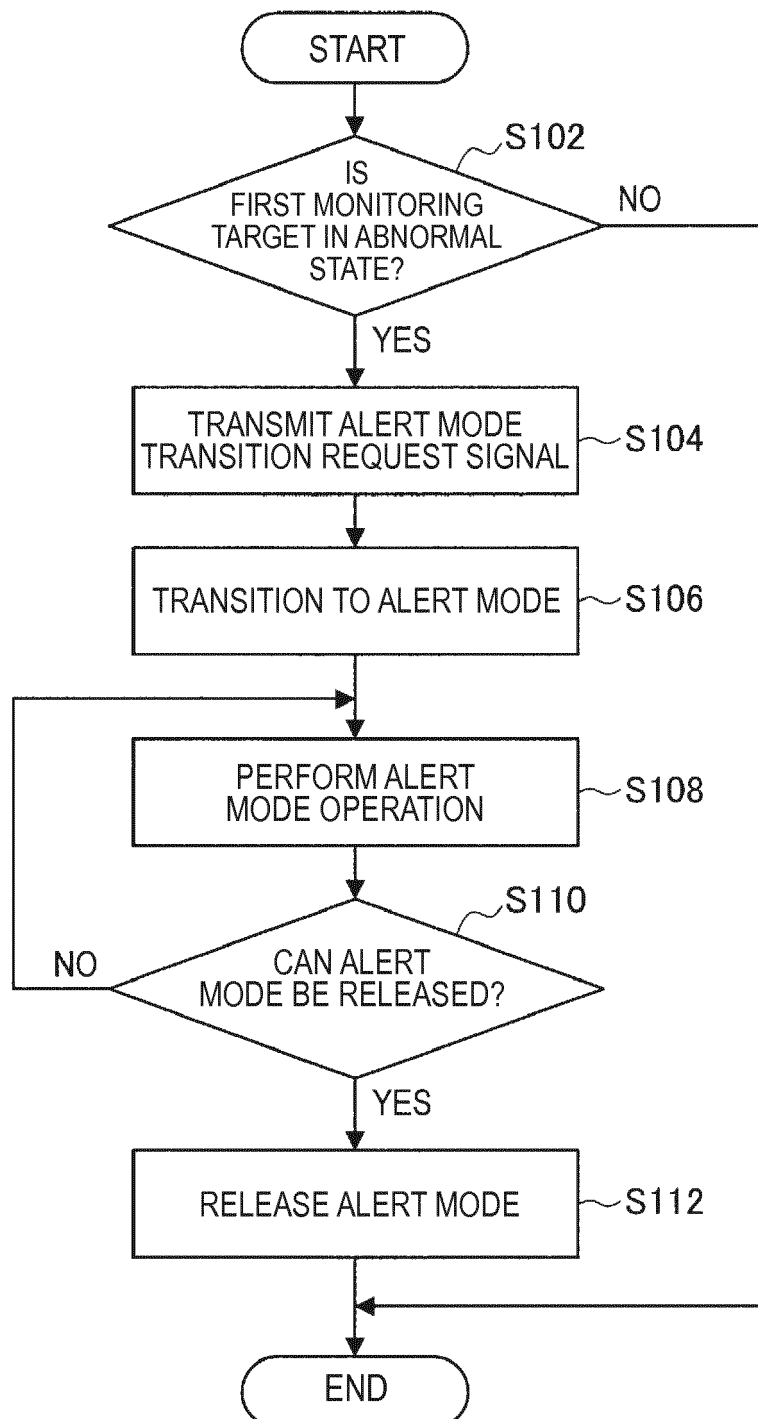 START
S102
IS
FIRST MONITORING
TARGET IN ABNORMAL
STATE?
NO
YES
TRANSMIT ALERT MODE
TRANSITION REQUEST SIGNAL
S104
TRANSITION TO ALERT MODE
S106
PERFORM ALERT
MODE OPERATION
S108
S110
CAN ALERT
MODE BE RELEASED?
NO
YES
RELEASE ALERT MODE
S112
END